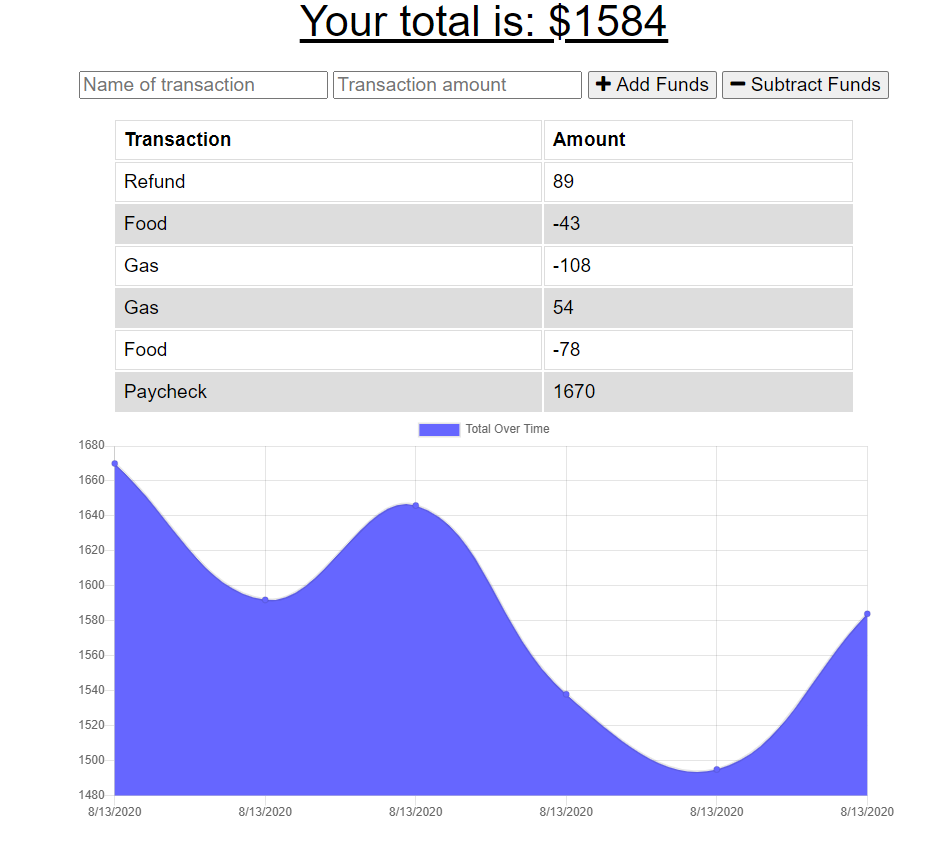 Your total is: $1584
Name of transaction Transaction amount Add Funds Subtract Funds
Transaction Amount
Refund 89
Food -43
Gas -108
Gas 54
Food -78
Paycheck 1670
Total Over Time
1680
1660
1640
1620
1600
1580
1560
1540
1520
1500
1480
8/13/2020 8/13/2020 8/13/2020 8/13/2020 8/13/2020 8/13/2020